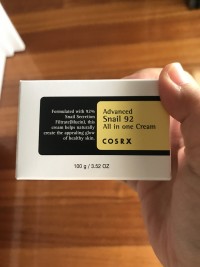 Formulated with 92%
Snail Secretion
Filtrate(Mucin), this
cream helps naturally
create the appealing glow
of healthy skin.
Advanced
Snail 92
All in one Cream
COSRX
100 g / 3.52 OZ